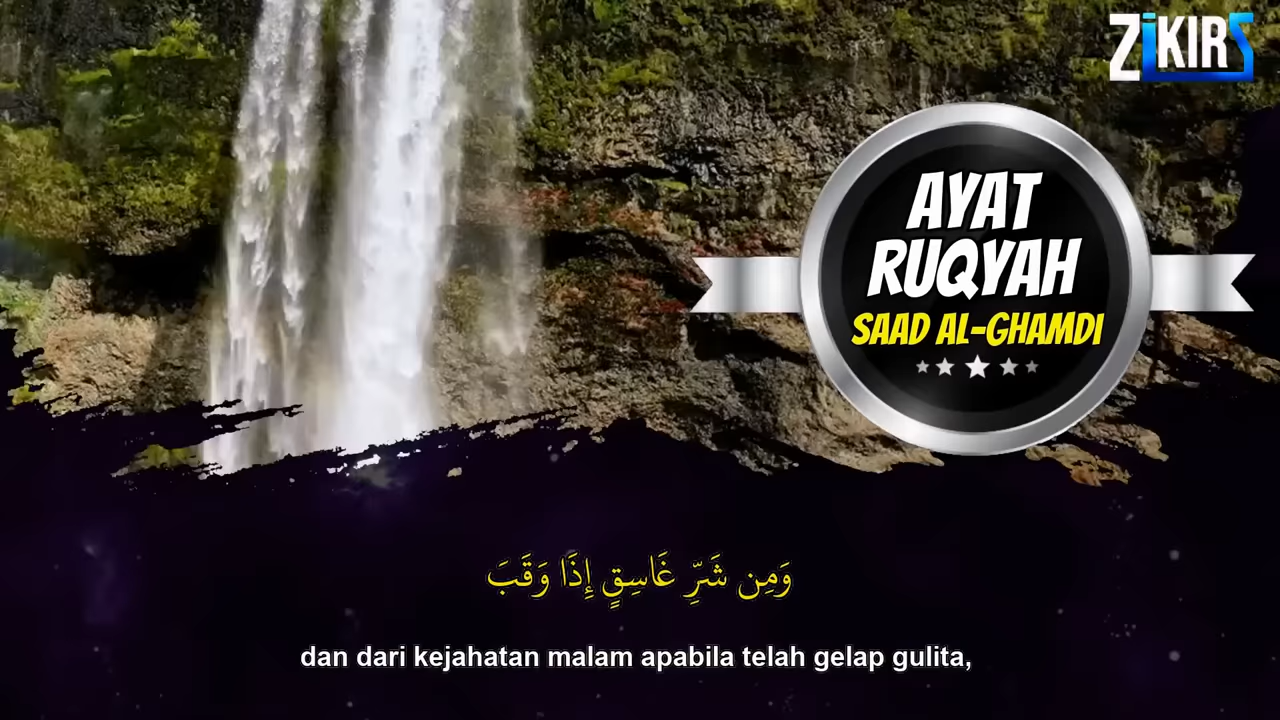 ZiKIRS
AYAT
RUQYAH
SAAD AL-GHAMDI
وَمِن شَرِّ غَاسِقٍ إِذَا وَقَبَ
dan dari kejahatan malam apabila telah gelap gulita,